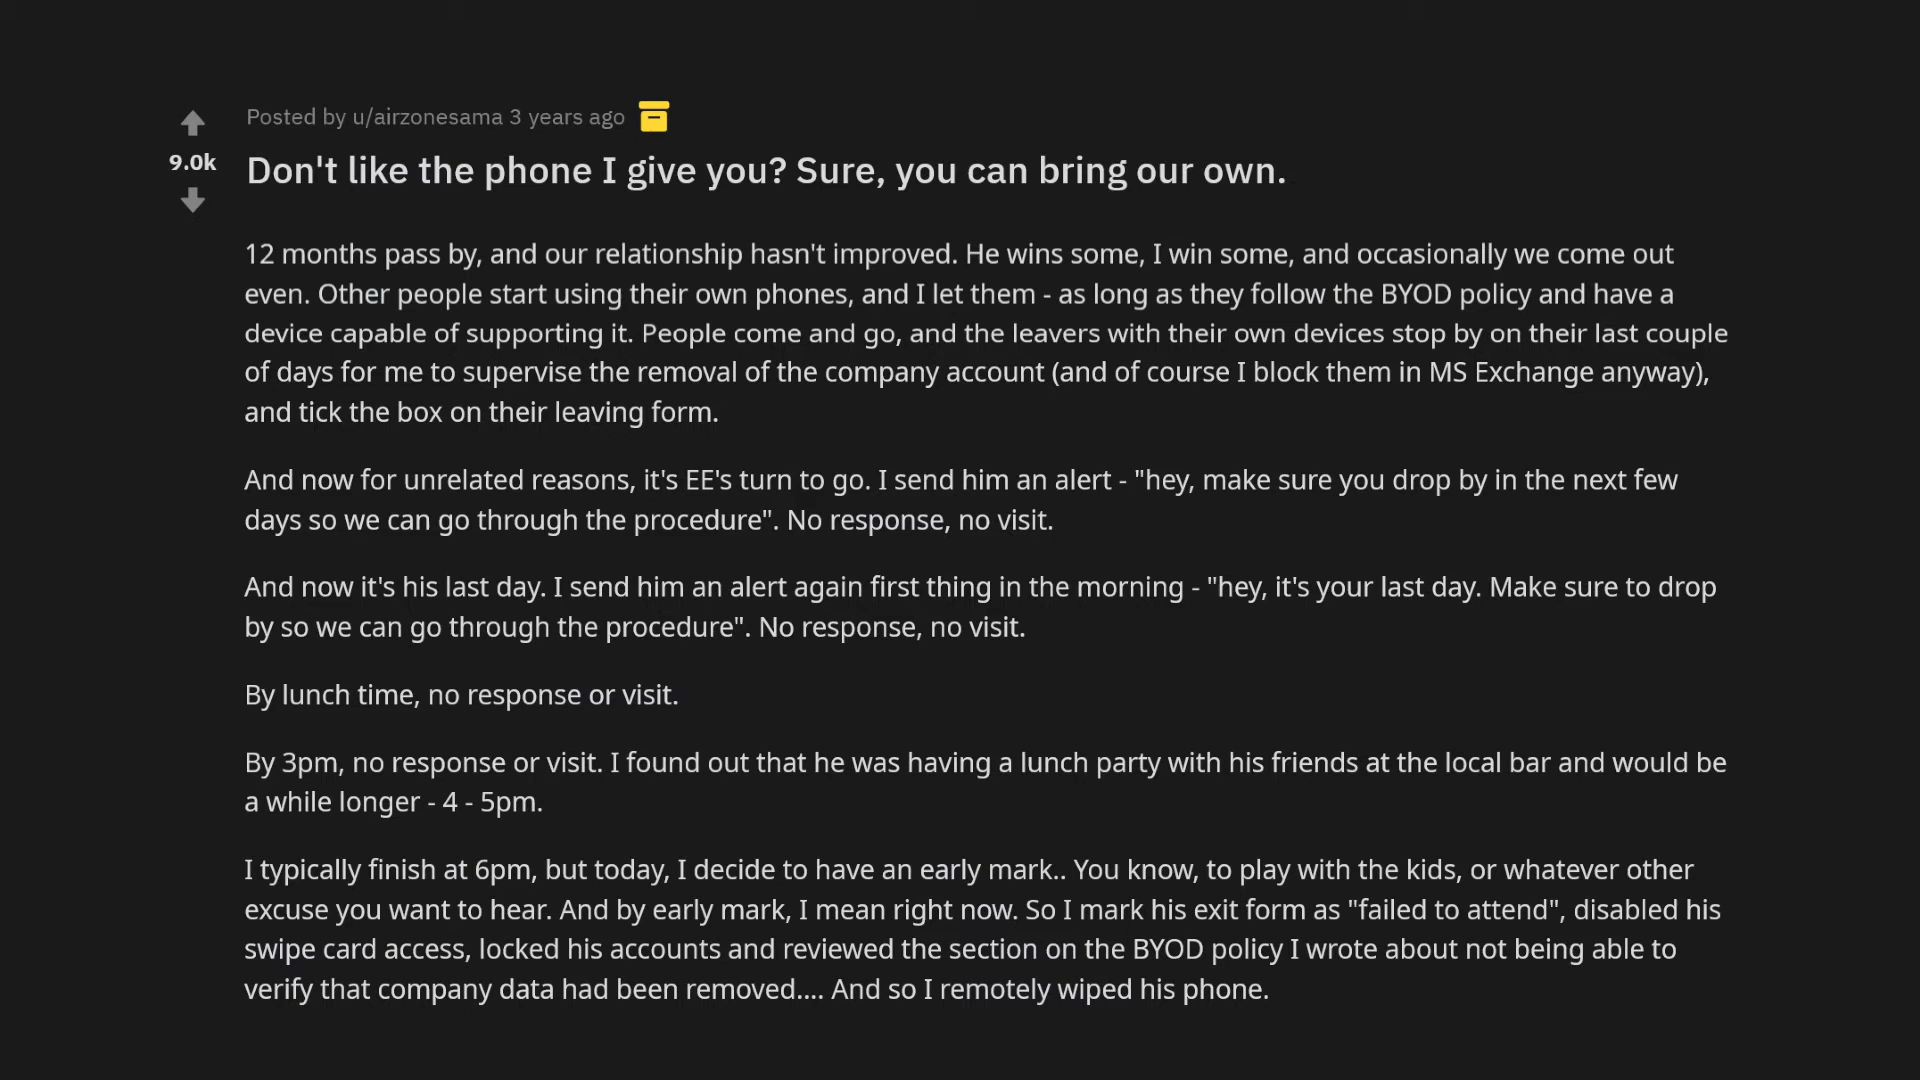 Posted by u/airzonesama 3 years ago
9.0k
Don't like the phone I give you? Sure, you can bring our own.
12 months pass by, and our relationship hasn't improved. He wins some, I win some, and occasionally we come out
even. Other people start using their own phones, and I let them - as long as they follow the BYOD policy and have a
device capable of supporting it. People come and go, and the leavers with their own devices stop by on their last couple
of days for me to supervise the removal of the company account (and of course I block them in MS Exchange anyway),
and tick the box on their leaving form.
And now for unrelated reasons, it's EE's turn to go. I send him an alert - "hey, make sure you drop by in the next few
days so we can go through the procedure". No response, no visit.
And now it's his last day. I send him an alert again first thing in the morning - "hey, it's your last day. Make sure to drop
by so we can go through the procedure". No response, no visit.
By lunch time, no response or visit.
By 3pm, no response or visit. I found out that he was having a lunch party with his friends at the local bar and would be
a while longer - 4 - 5pm.
I typically finish at 6pm, but today, I decide to have an early mark.. You know, to play with the kids, or whatever other
excuse you want to hear. And by early mark, I mean right now. So I mark his exit form as "failed to attend", disabled his
swipe card access, locked his accounts and reviewed the section on the BYOD policy I wrote about not being able to
verify that company data had been removed.... And so I remotely wiped his phone.